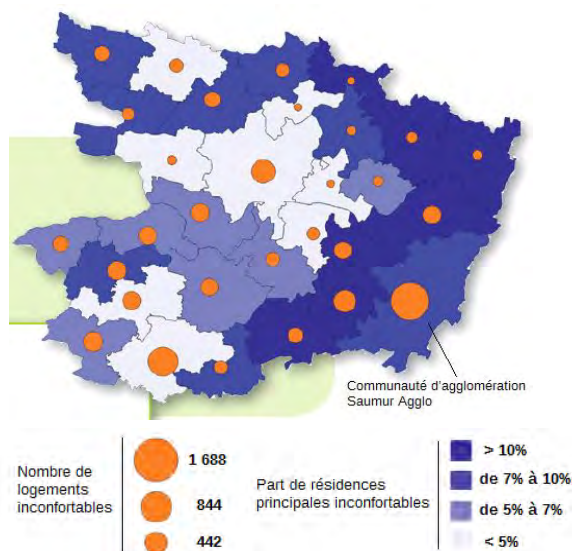 Communauté d'agglomération
Saumur Agglo
Nombre de
logements
inconfortables
1 688
844
442
Part de résidences
principales inconfortables
> 10%
de 7% à 10%
de 5% à 7%
< 5%